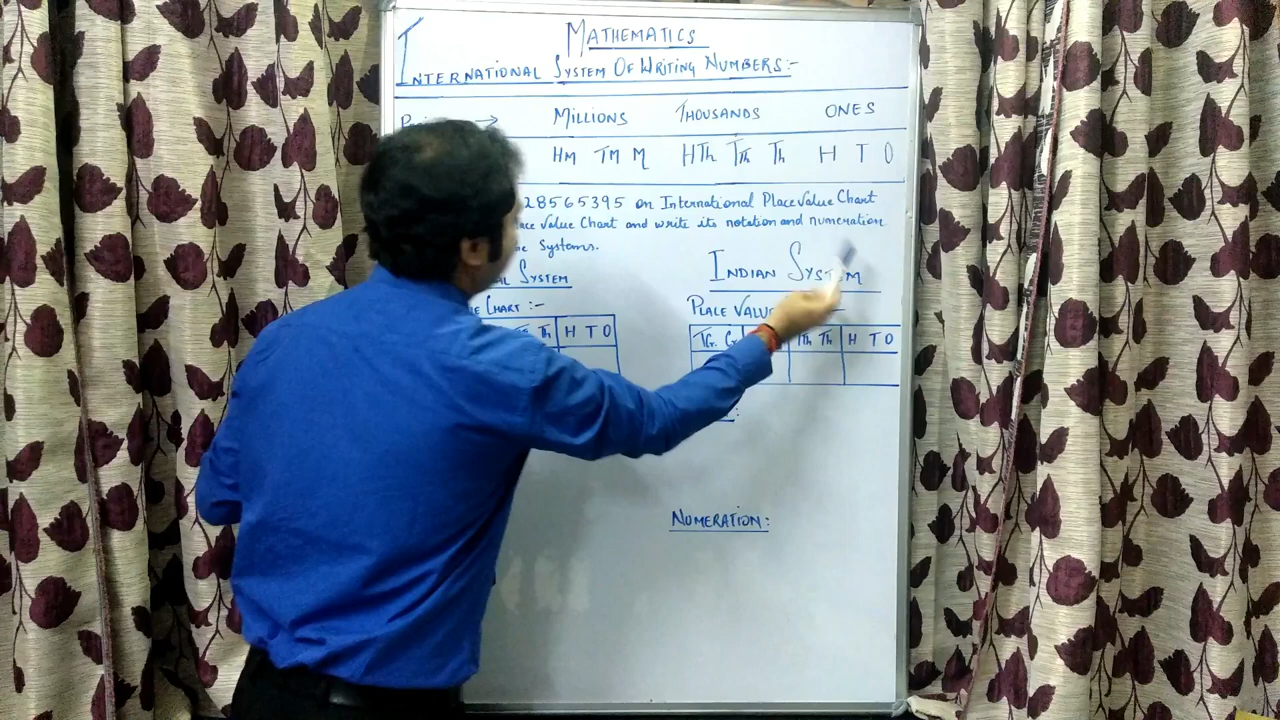 MATHEMATICS
INTERNATIONAL SYSTEM OF WRITING NUMBERS:-
→ MILLIONS THOUSANDS ONES
HM TM M HTh TTh Th H T O
28565395 on International Place Value Chart
Value Chart and write its notation and numeration
Systems.
SYSTEM
INDIAN SYSTEM
CHART :-
PLACE VALUE
Th H T O
TC. TTh Th H T O
NUMERATION: